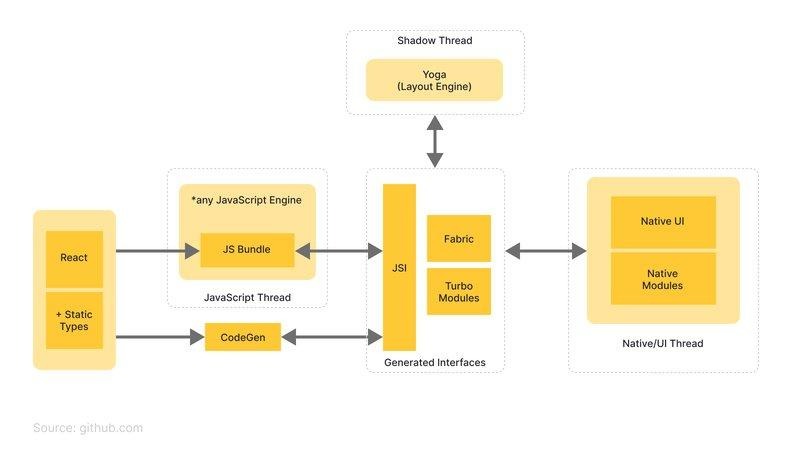 Shadow Thread
Yoga
(Layout Engine)
*any JavaScript Engine
JS Bundle
JavaScript Thread
React
+ Static
Types
CodeGen
JSI
Fabric
Turbo
Modules
Generated Interfaces
Native UI
Native
Modules
Native/UI Thread
Source: github.com